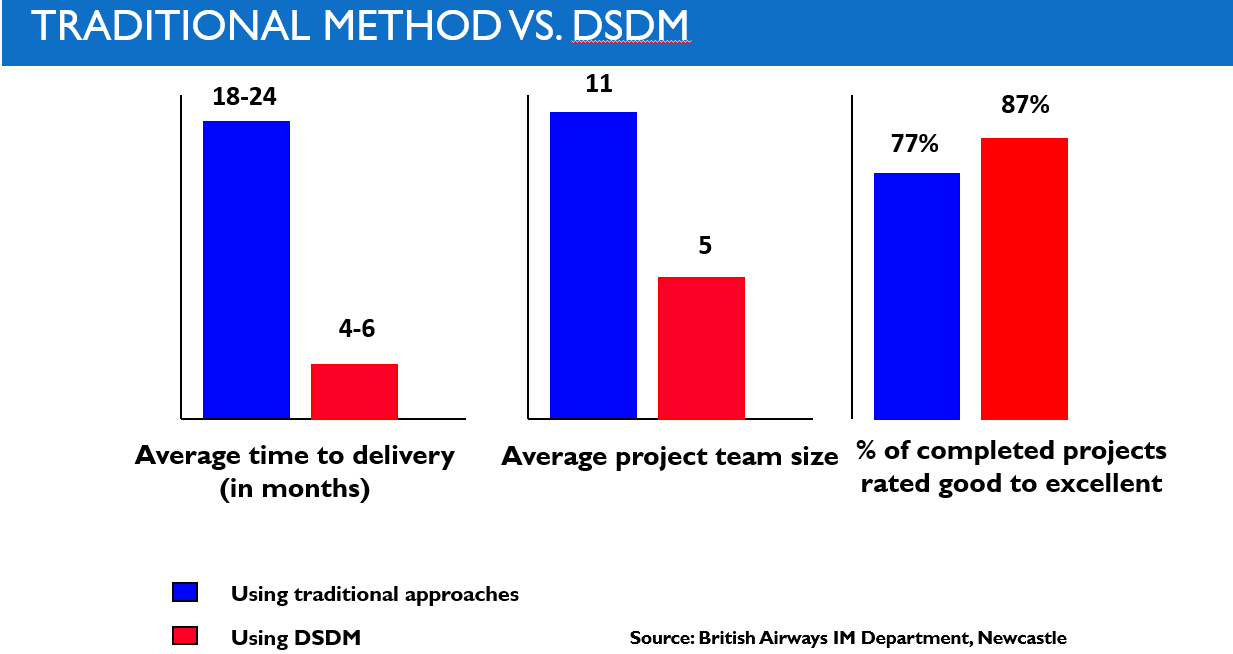 TRADITIONAL METHOD VS. DSDM
18-24
4-6
Average time to delivery
(in months)
11
5
Average project team size
77%
87%
% of completed projects
rated good to excellent
Using traditional approaches
Using DSDM
Source: British Airways IM Department, Newcastle